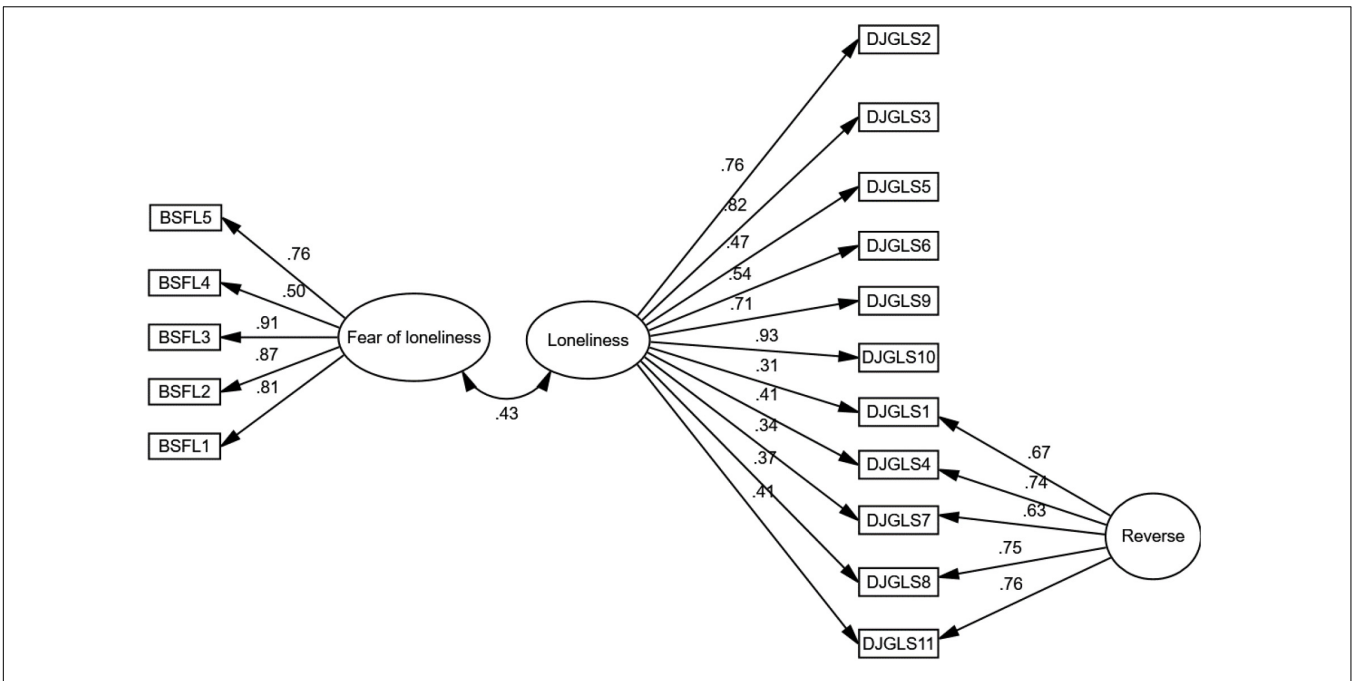 DJGLS2
DJGLS3
.76
DJGLS5
.82
BSFL5
.47
DJGLS6
.76
.54
BSFL4
.50
.71
DJGLS9
.91
BSFL3
Fear of loneliness
Loneliness
.93
DJGLS10
.87
.31
BSFL2
.81
.41
DJGLS1
.43
.34
BSFL1
.67
.37
DJGLS4
.74
.41
.63
DJGLS7
Reverse
.75
DJGLS8
.76
DJGLS11